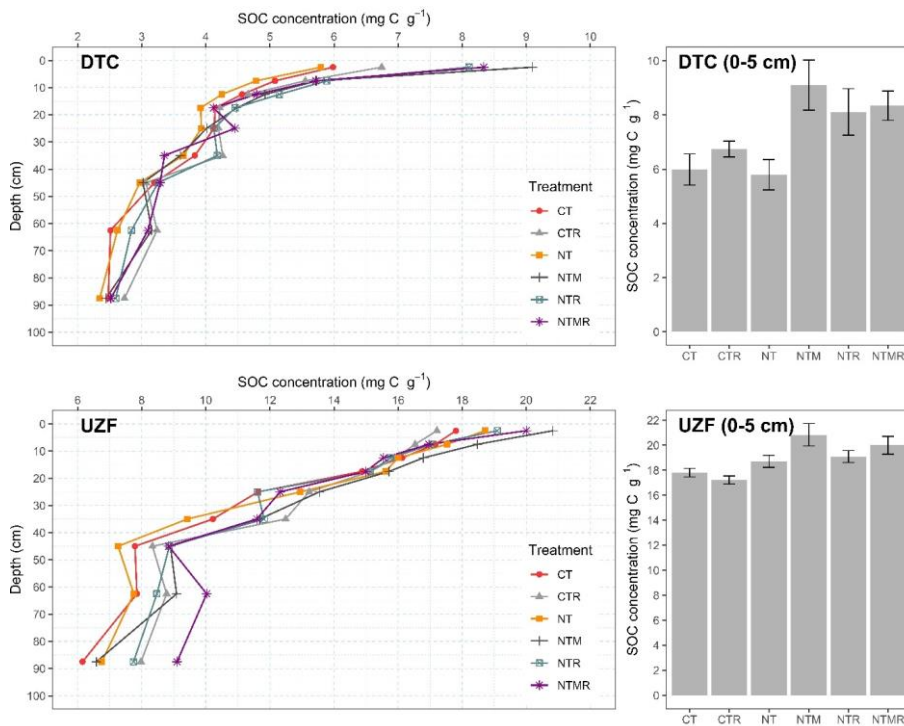 SOC concentration (mg C g⁻¹)
2 3 4 5 6 7 8 9 10
DTC
0
10
20
30
40
50
60
70
80
90
100
Depth (cm)
Treatment
CT
CTR
NT
NTM
NTR
NTMR
DTC (0-5 cm)
SOC concentration (mg C g⁻¹)
10
8
6
4
2
0
CT CTR NT NTM NTR NTMR
SOC concentration (mg C g⁻¹)
6 8 10 12 14 16 18 20 22
UZF
0
10
20
30
40
50
60
70
80
90
100
Depth (cm)
Treatment
CT
CTR
NT
NTM
NTR
NTMR
UZF (0-5 cm)
SOC concentration (mg C g⁻¹)
22
20
18
16
14
12
10
8
6
4
2
0
CT CTR NT NTM NTR NTMR